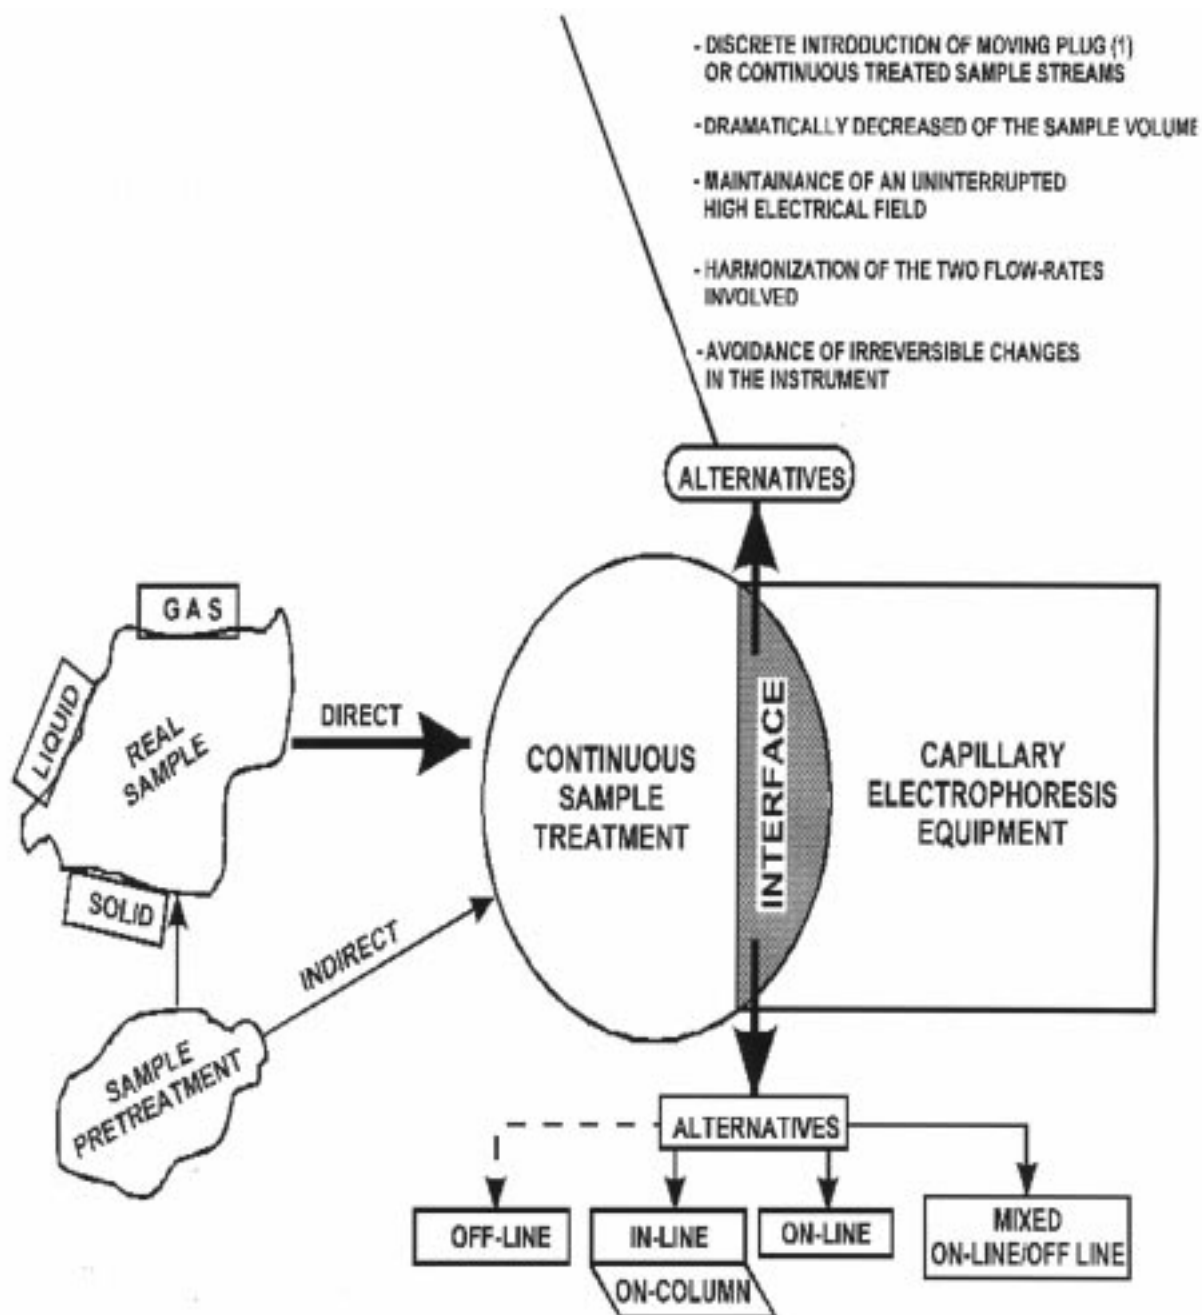 - DISCRETE INTRODUCTION OF MOVING PLUG (1)
OR CONTINUOUS TREATED SAMPLE STREAMS
- DRAMATICALLY DECREASED OF THE SAMPLE VOLUME
- MAINTAINANCE OF AN UNINTERRUPTED
HIGH ELECTRICAL FIELD
- HARMONIZATION OF THE TWO FLOW-RATES
INVOLVED
- AVOIDANCE OF IRREVERSIBLE CHANGES
IN THE INSTRUMENT
ALTERNATIVES
GAS
LIQUID
REAL
SAMPLE
SOLID
DIRECT
INDIRECT
SAMPLE
PRETREATMENT
CONTINUOUS
SAMPLE
TREATMENT
INTERFACE
CAPILLARY
ELECTROPHORESIS
EQUIPMENT
ALTERNATIVES
OFF-LINE
IN-LINE
ON-COLUMN
ON-LINE
MIXED
ON-LINE/OFF LINE